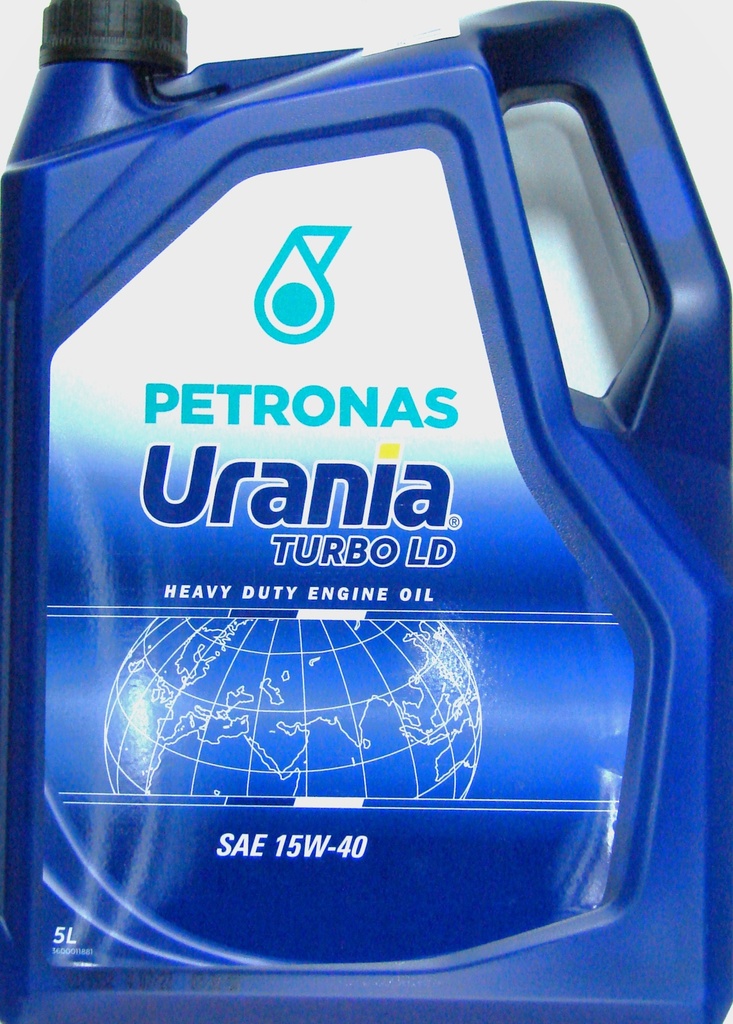 PETRONAS
Urania®
TURBO LD
HEAVY DUTY ENGINE OIL
SAE 15W-40
5L